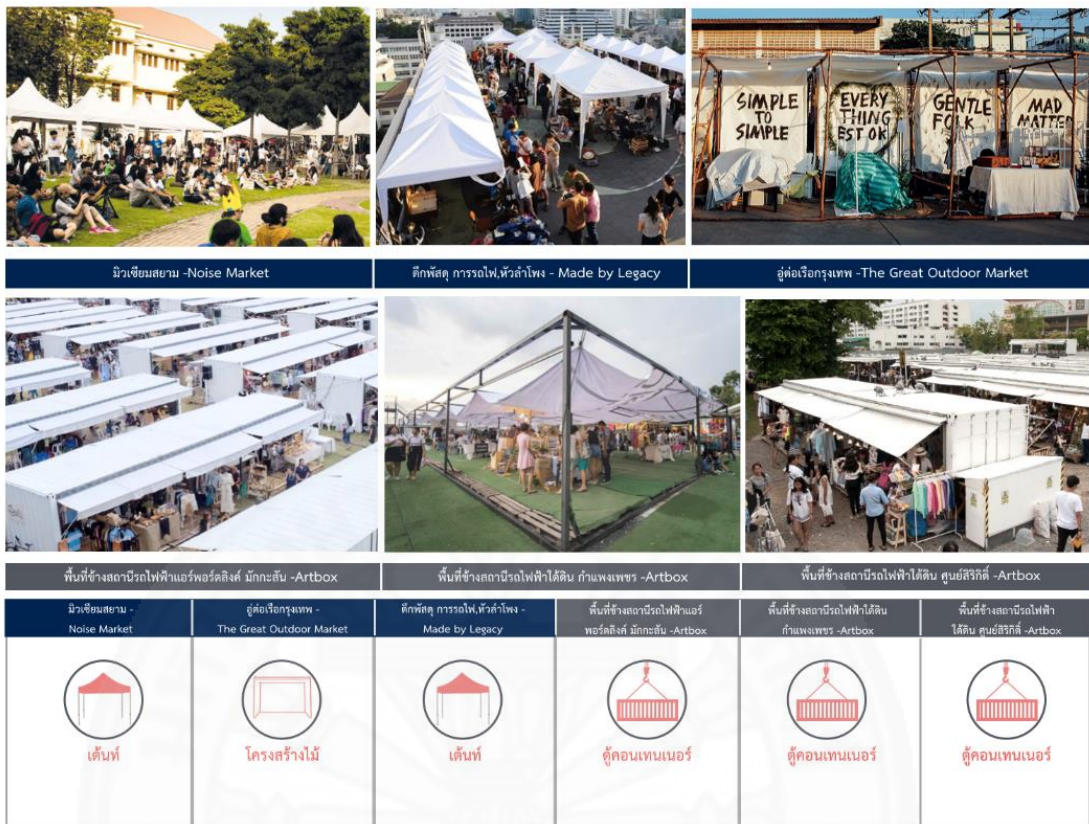 SIMPLE
TO
SIMPLE
EVERY
THING
EST OK
GENTLE
FOLK
MAD
MATTER
มิวเซียมสยาม -Noise Market
ตึกพัสดุ การรถไฟ,หัวลำโพง - Made by Legacy
อู่ต่อเรือกรุงเทพ -The Great Outdoor Market
พื้นที่ข้างสถานีรถไฟฟ้าแอร์พอร์ตลิงค์ มักกะสัน -Artbox
พื้นที่ข้างสถานีรถไฟฟ้าใต้ดิน กำแพงเพชร -Artbox
พื้นที่ข้างสถานีรถไฟฟ้าใต้ดิน ศูนย์สิริกิติ์ -Artbox
มิวเซียมสยาม -
Noise Market
อู่ต่อเรือกรุงเทพ -
The Great Outdoor Market
ตึกพัสดุ การรถไฟ,หัวลำโพง -
Made by Legacy
พื้นที่ข้างสถานีรถไฟฟ้าแอร์
พอร์ตลิงค์ มักกะสัน -Artbox
พื้นที่ข้างสถานีรถไฟฟ้าใต้ดิน
กำแพงเพชร -Artbox
พื้นที่ข้างสถานีรถไฟฟ้า
ใต้ดิน ศูนย์สิริกิติ์ -Artbox
เต้นท์
โครงสร้างไม้
เต้นท์
ตู้คอนเทนเนอร์
ตู้คอนเทนเนอร์
ตู้คอนเทนเนอร์